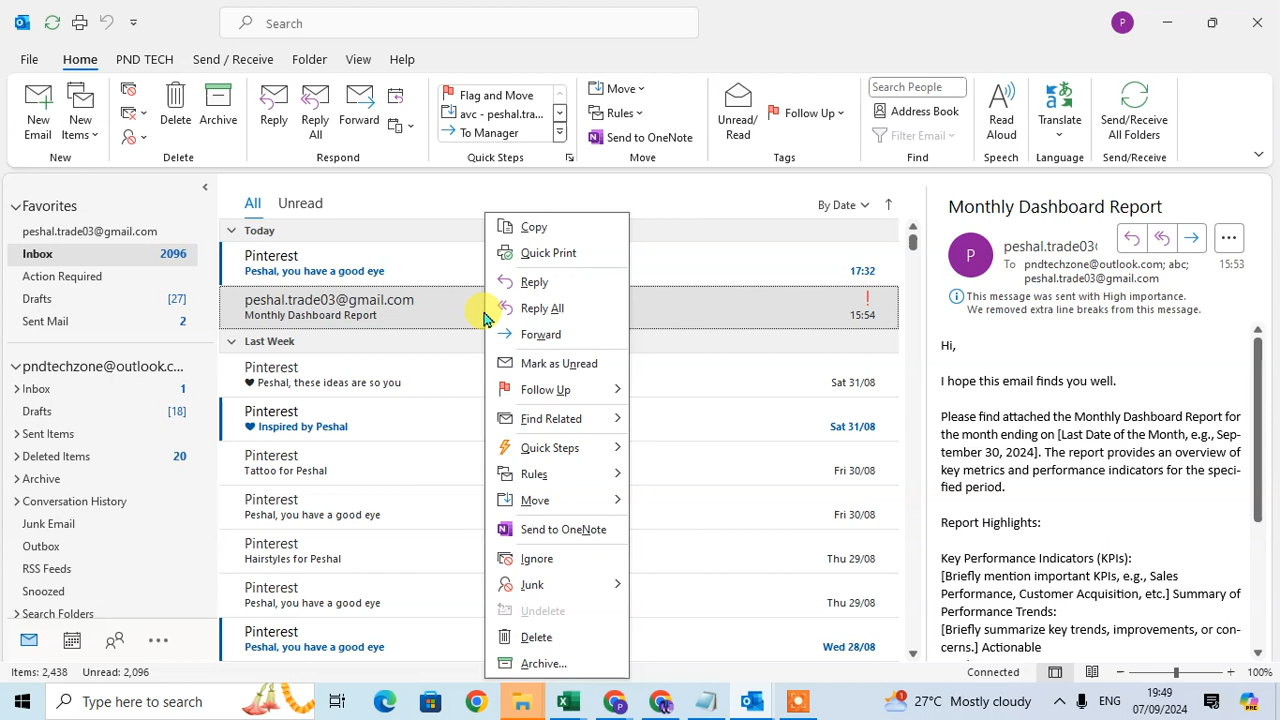 Search
P
File Home PND TECH Send / Receive Folder View Help
New Email
New Items
Delete
Archive
Reply
Reply All
Forward
Flag and Move
avc - peshal.tra...
To Manager
Move
Rules
Send to OneNote
Unread/ Read
Follow Up
Search People
Address Book
Filter Email
Read Aloud
Translate
Send/Receive All Folders
New Delete Respond Quick Steps Move Tags Find Speech Language Send/Receive
Favorites
peshal.trade03@gmail.com
Inbox 2096
Action Required
Drafts [27]
Sent Mail 2
pndtechzone@outlook.c...
Inbox 1
Drafts [18]
Sent Items
Deleted Items 20
Archive
Conversation History
Junk Email
Outbox
RSS Feeds
Snoozed
Search Folders
All Unread By Date
Today
Pinterest
Peshal, you have a good eye 17:32
peshal.trade03@gmail.com
Monthly Dashboard Report 15:54
Last Week
Pinterest
Peshal, these ideas are so you Sat 31/08
Pinterest
Inspired by Peshal Sat 31/08
Pinterest
Tattoo for Peshal Fri 30/08
Pinterest
Peshal, you have a good eye Fri 30/08
Pinterest
Hairstyles for Peshal Thu 29/08
Pinterest
Peshal, you have a good eye Thu 29/08
Pinterest
Peshal, you have a good eye Wed 28/08
Copy
Quick Print
Reply
Reply All
Forward
Mark as Unread
Follow Up
Find Related
Quick Steps
Rules
Move
Send to OneNote
Ignore
Junk
Undelete
Delete
Archive...
Monthly Dashboard Report
P
peshal.trade03
To pndtechzone@outlook.com; abc; 15:53
peshal.trade03@gmail.com
This message was sent with High importance.
We removed extra line breaks from this message.
Hi,
I hope this email finds you well.
Please find attached the Monthly Dashboard Report for
the month ending on [Last Date of the Month, e.g., Sep-
tember 30, 2024]. The report provides an overview of
key metrics and performance indicators for the speci-
fied period.
Report Highlights:
Key Performance Indicators (KPIs):
[Briefly mention important KPIs, e.g., Sales
Performance, Customer Acquisition, etc.] Summary of
Performance Trends:
[Briefly summarize key trends, improvements, or con-
cerns.] Actionable
Items: 2,438 Unread: 2,096 Connected 100%
Type here to search
27°C Mostly cloudy
19:49
07/09/2024